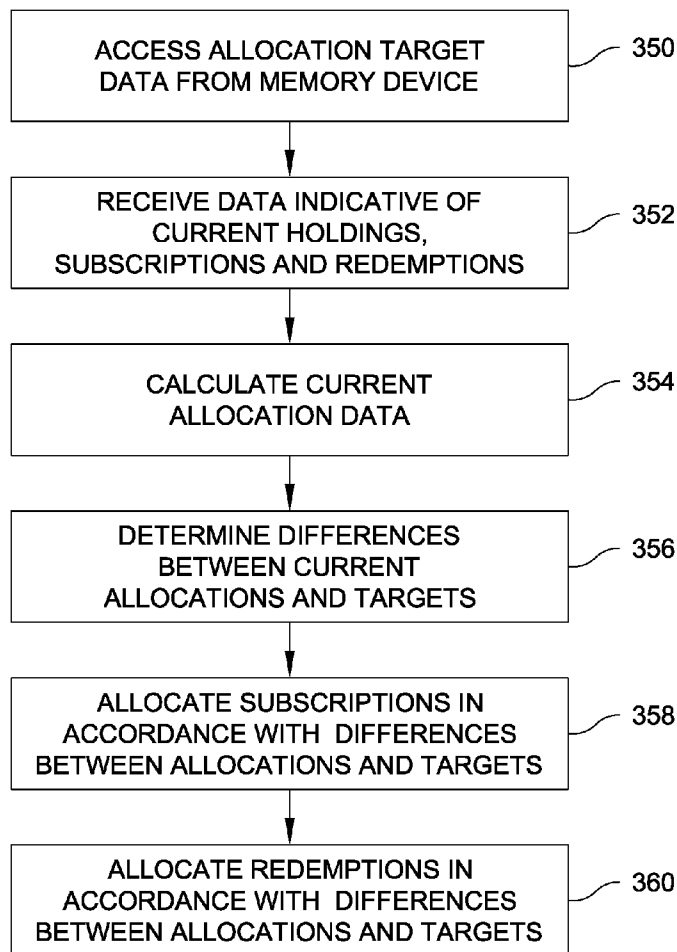 ACCESS ALLOCATION TARGET
DATA FROM MEMORY DEVICE
350
RECEIVE DATA INDICATIVE OF
CURRENT HOLDINGS,
SUBSCRIPTIONS AND REDEMPTIONS
352
CALCULATE CURRENT
ALLOCATION DATA
354
DETERMINE DIFFERENCES
BETWEEN CURRENT
ALLOCATIONS AND TARGETS
356
ALLOCATE SUBSCRIPTIONS IN
ACCORDANCE WITH DIFFERENCES
BETWEEN ALLOCATIONS AND TARGETS
358
ALLOCATE REDEMPTIONS IN
ACCORDANCE WITH DIFFERENCES
BETWEEN ALLOCATIONS AND TARGETS
360